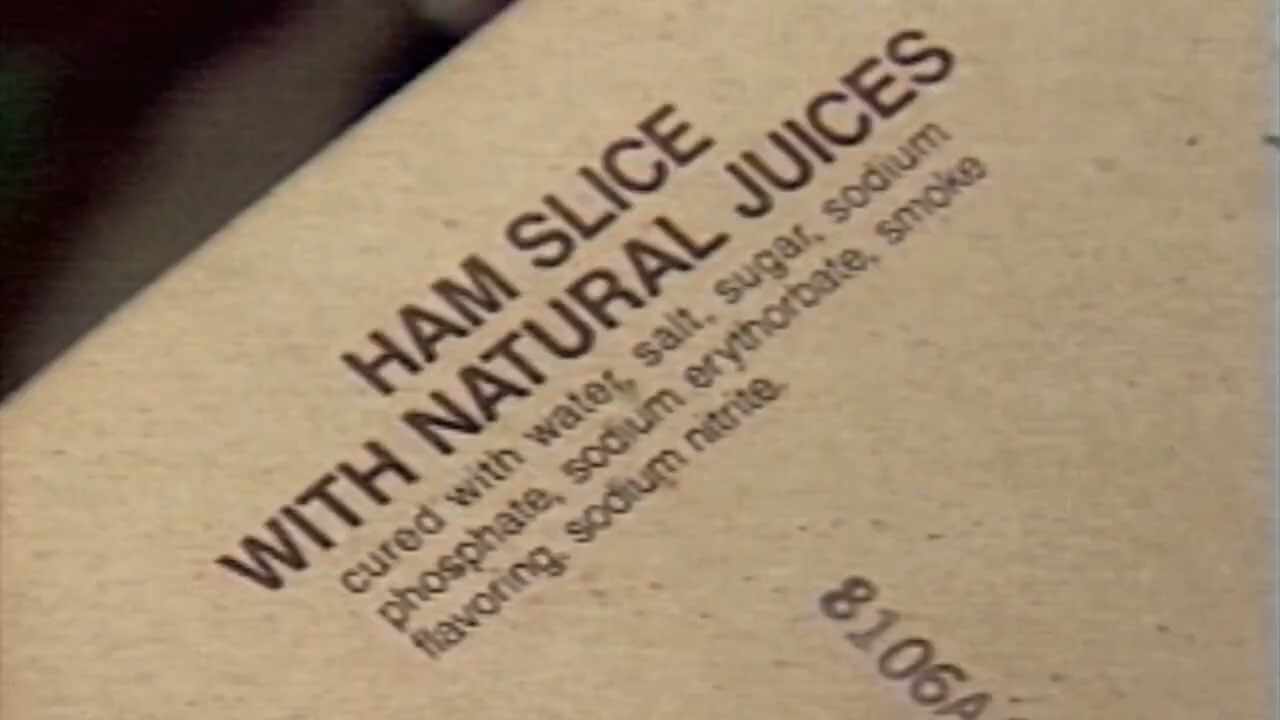 HAM SLICE
WITH NATURAL JUICES
cured with water, salt, sugar, sodium
phosphate, sodium erythorbate, smoke
flavoring, sodium nitrite.
8106A